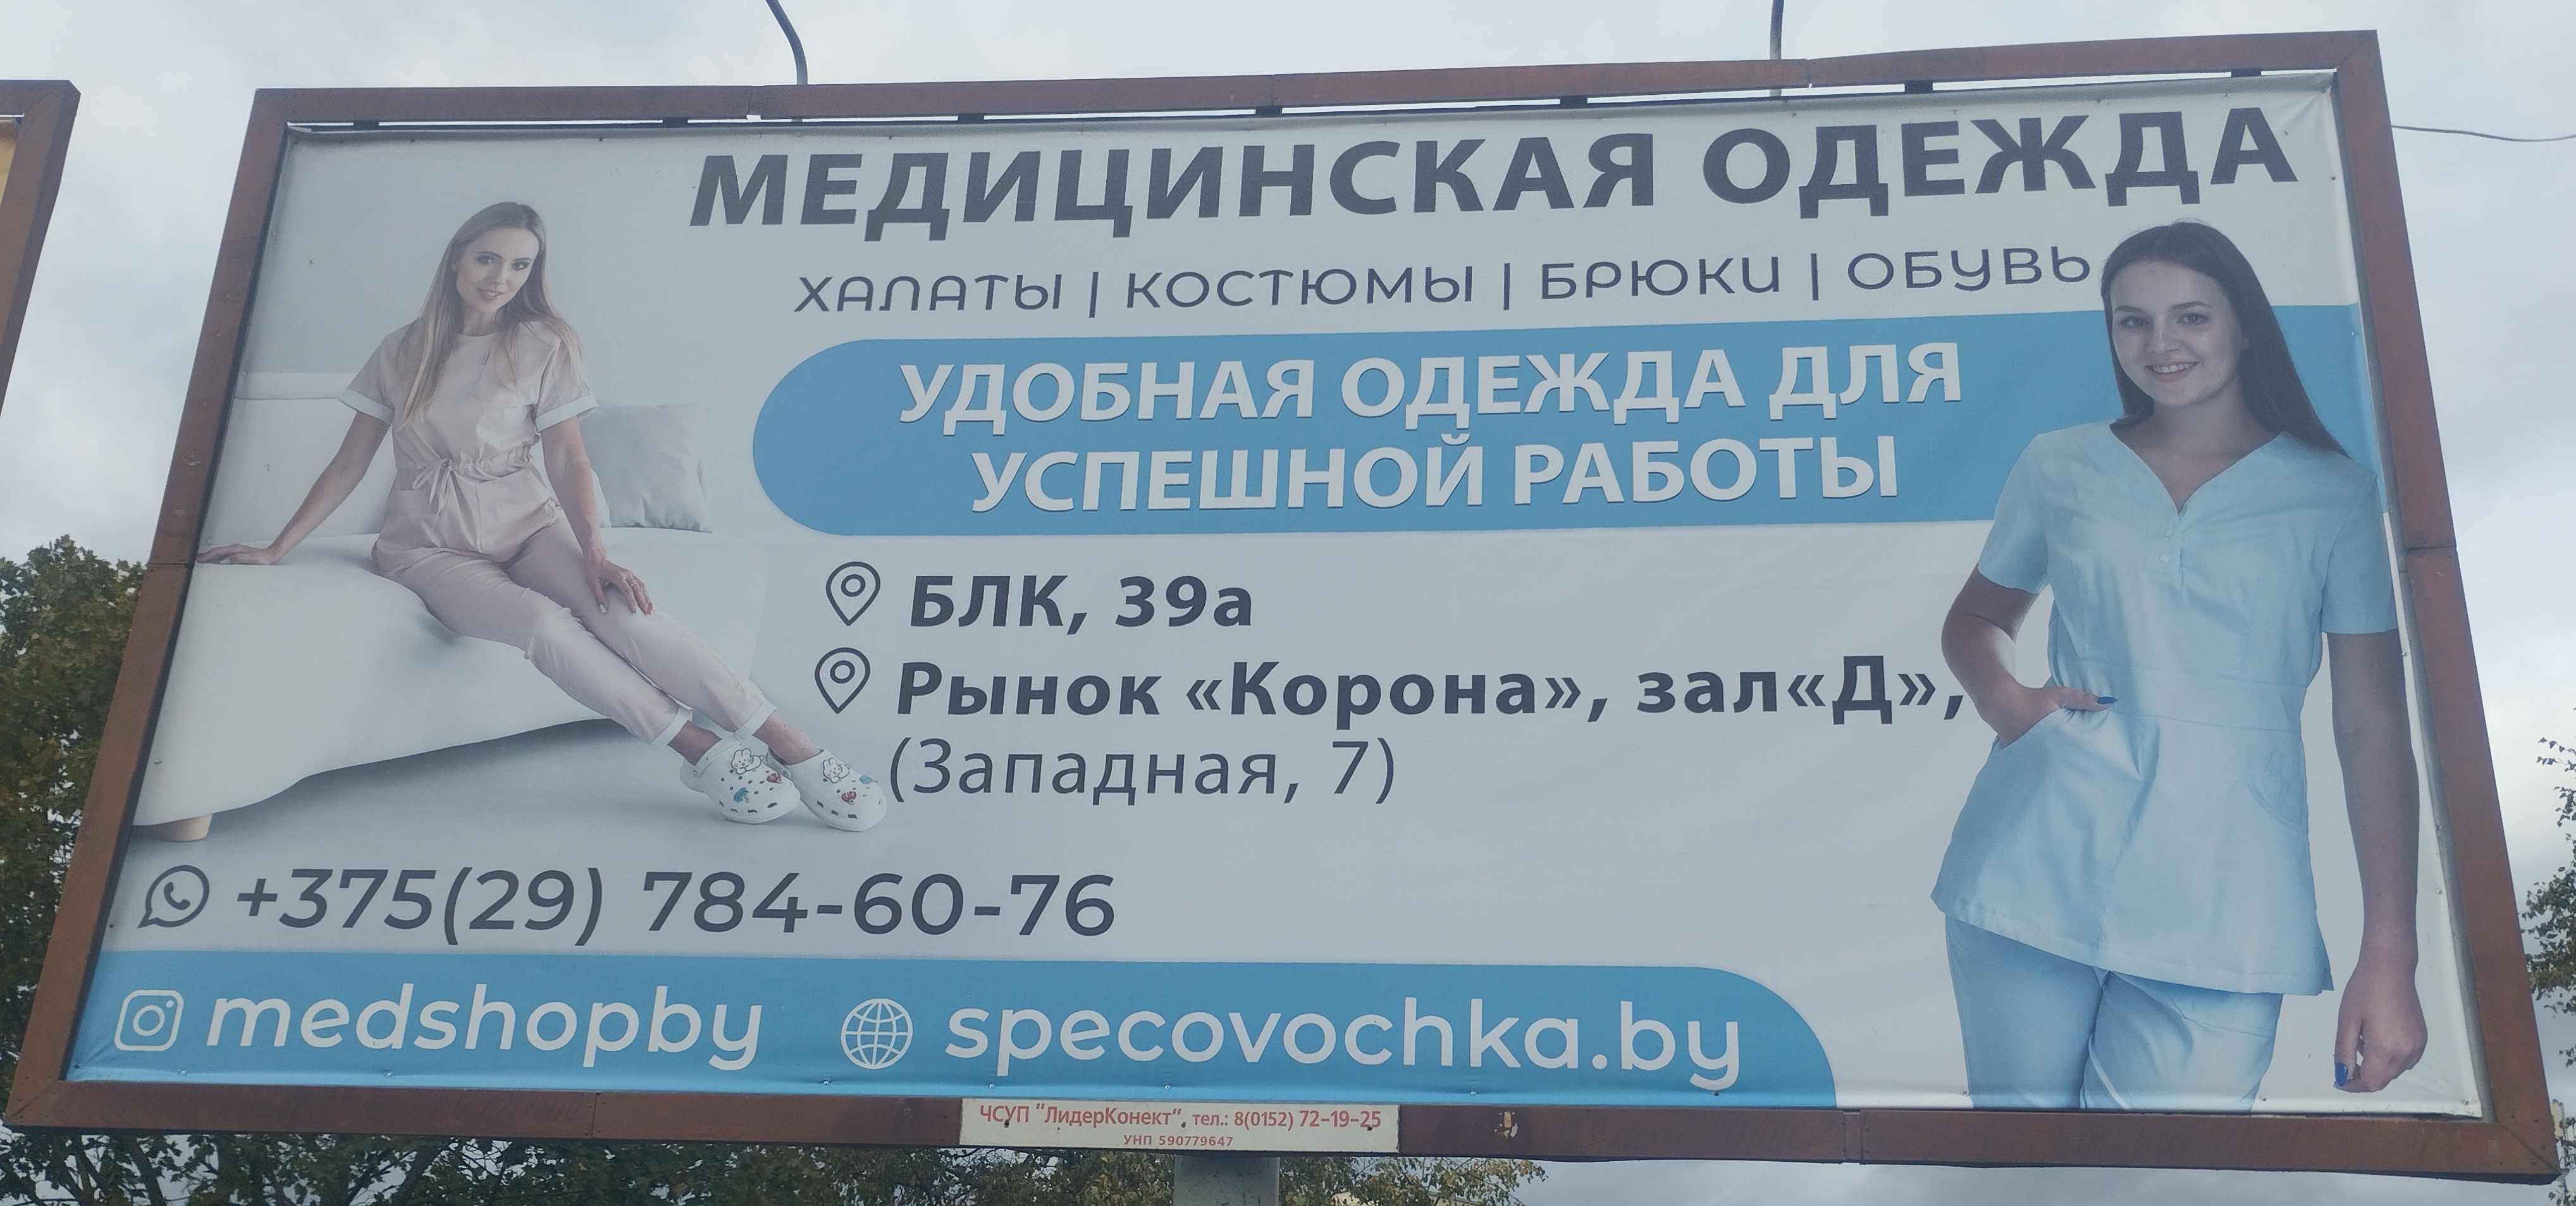 МЕДИЦИНСКАЯ ОДЕЖДА
ХАЛАТЫ | КОСТЮМЫ | БРЮКИ | ОБУВЬ
УДОБНАЯ ОДЕЖДА ДЛЯ
УСПЕШНОЙ РАБОТЫ
БЛК, 39а
Рынок «Корона», зал«Д»,
(Западная, 7)
+375(29) 784-60-76
medshopby
specovochka.by
ЧСУП "ЛидерКонект", тел.: 8(0152) 72-19-25
УНП 590779647